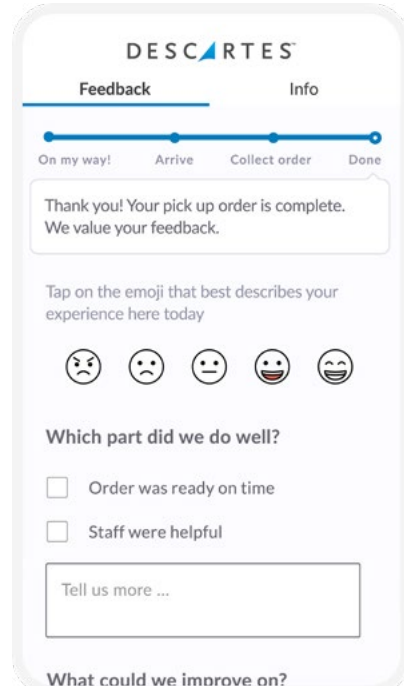 DESCARTES™
Feedback Info
On my way! Arrive Collect order Done
Thank you! Your pick up order is complete.
We value your feedback.
Tap on the emoji that best describes your
experience here today
Which part did we do well?
Order was ready on time
Staff were helpful
Tell us more ...
What could we improve on?